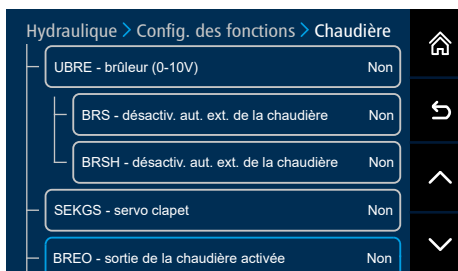 Hydraulique > Config. des fonctions > Chaudière
UBRE - brûleur (0-10V) Non
BRS - désactiv. aut. ext. de la chaudière Non
BRSH - désactiv. aut. ext. de la chaudière Non
SEKGS - servo clapet Non
BREO - sortie de la chaudière activée Non